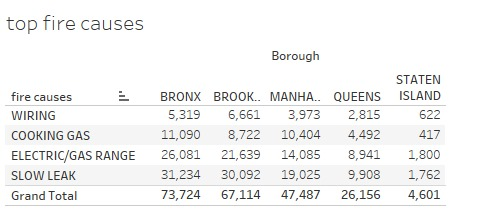 top fire causes
Borough
fire causes BRONX BROOK.. MANHA.. QUEENS STATEN ISLAND
WIRING 5,319 6,661 3,973 2,815 622
COOKING GAS 11,090 8,722 10,404 4,492 417
ELECTRIC/GAS RANGE 26,081 21,639 14,085 8,941 1,800
SLOW LEAK 31,234 30,092 19,025 9,908 1,762
Grand Total 73,724 67,114 47,487 26,156 4,601